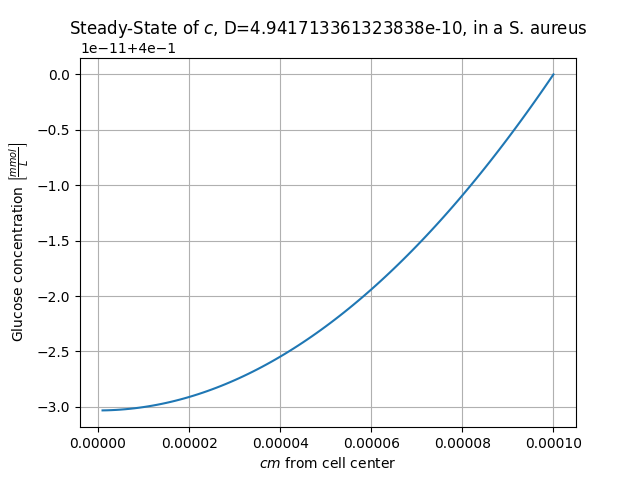 Steady-State of c, D=4.941713361323838e-10, in a S. aureus
1e−11+4e−1
0.0
−0.5
−1.0
−1.5
−2.0
−2.5
−3.0
Glucose concentration [mmol/L]
0.00000 0.00002 0.00004 0.00006 0.00008 0.00010
cm from cell center